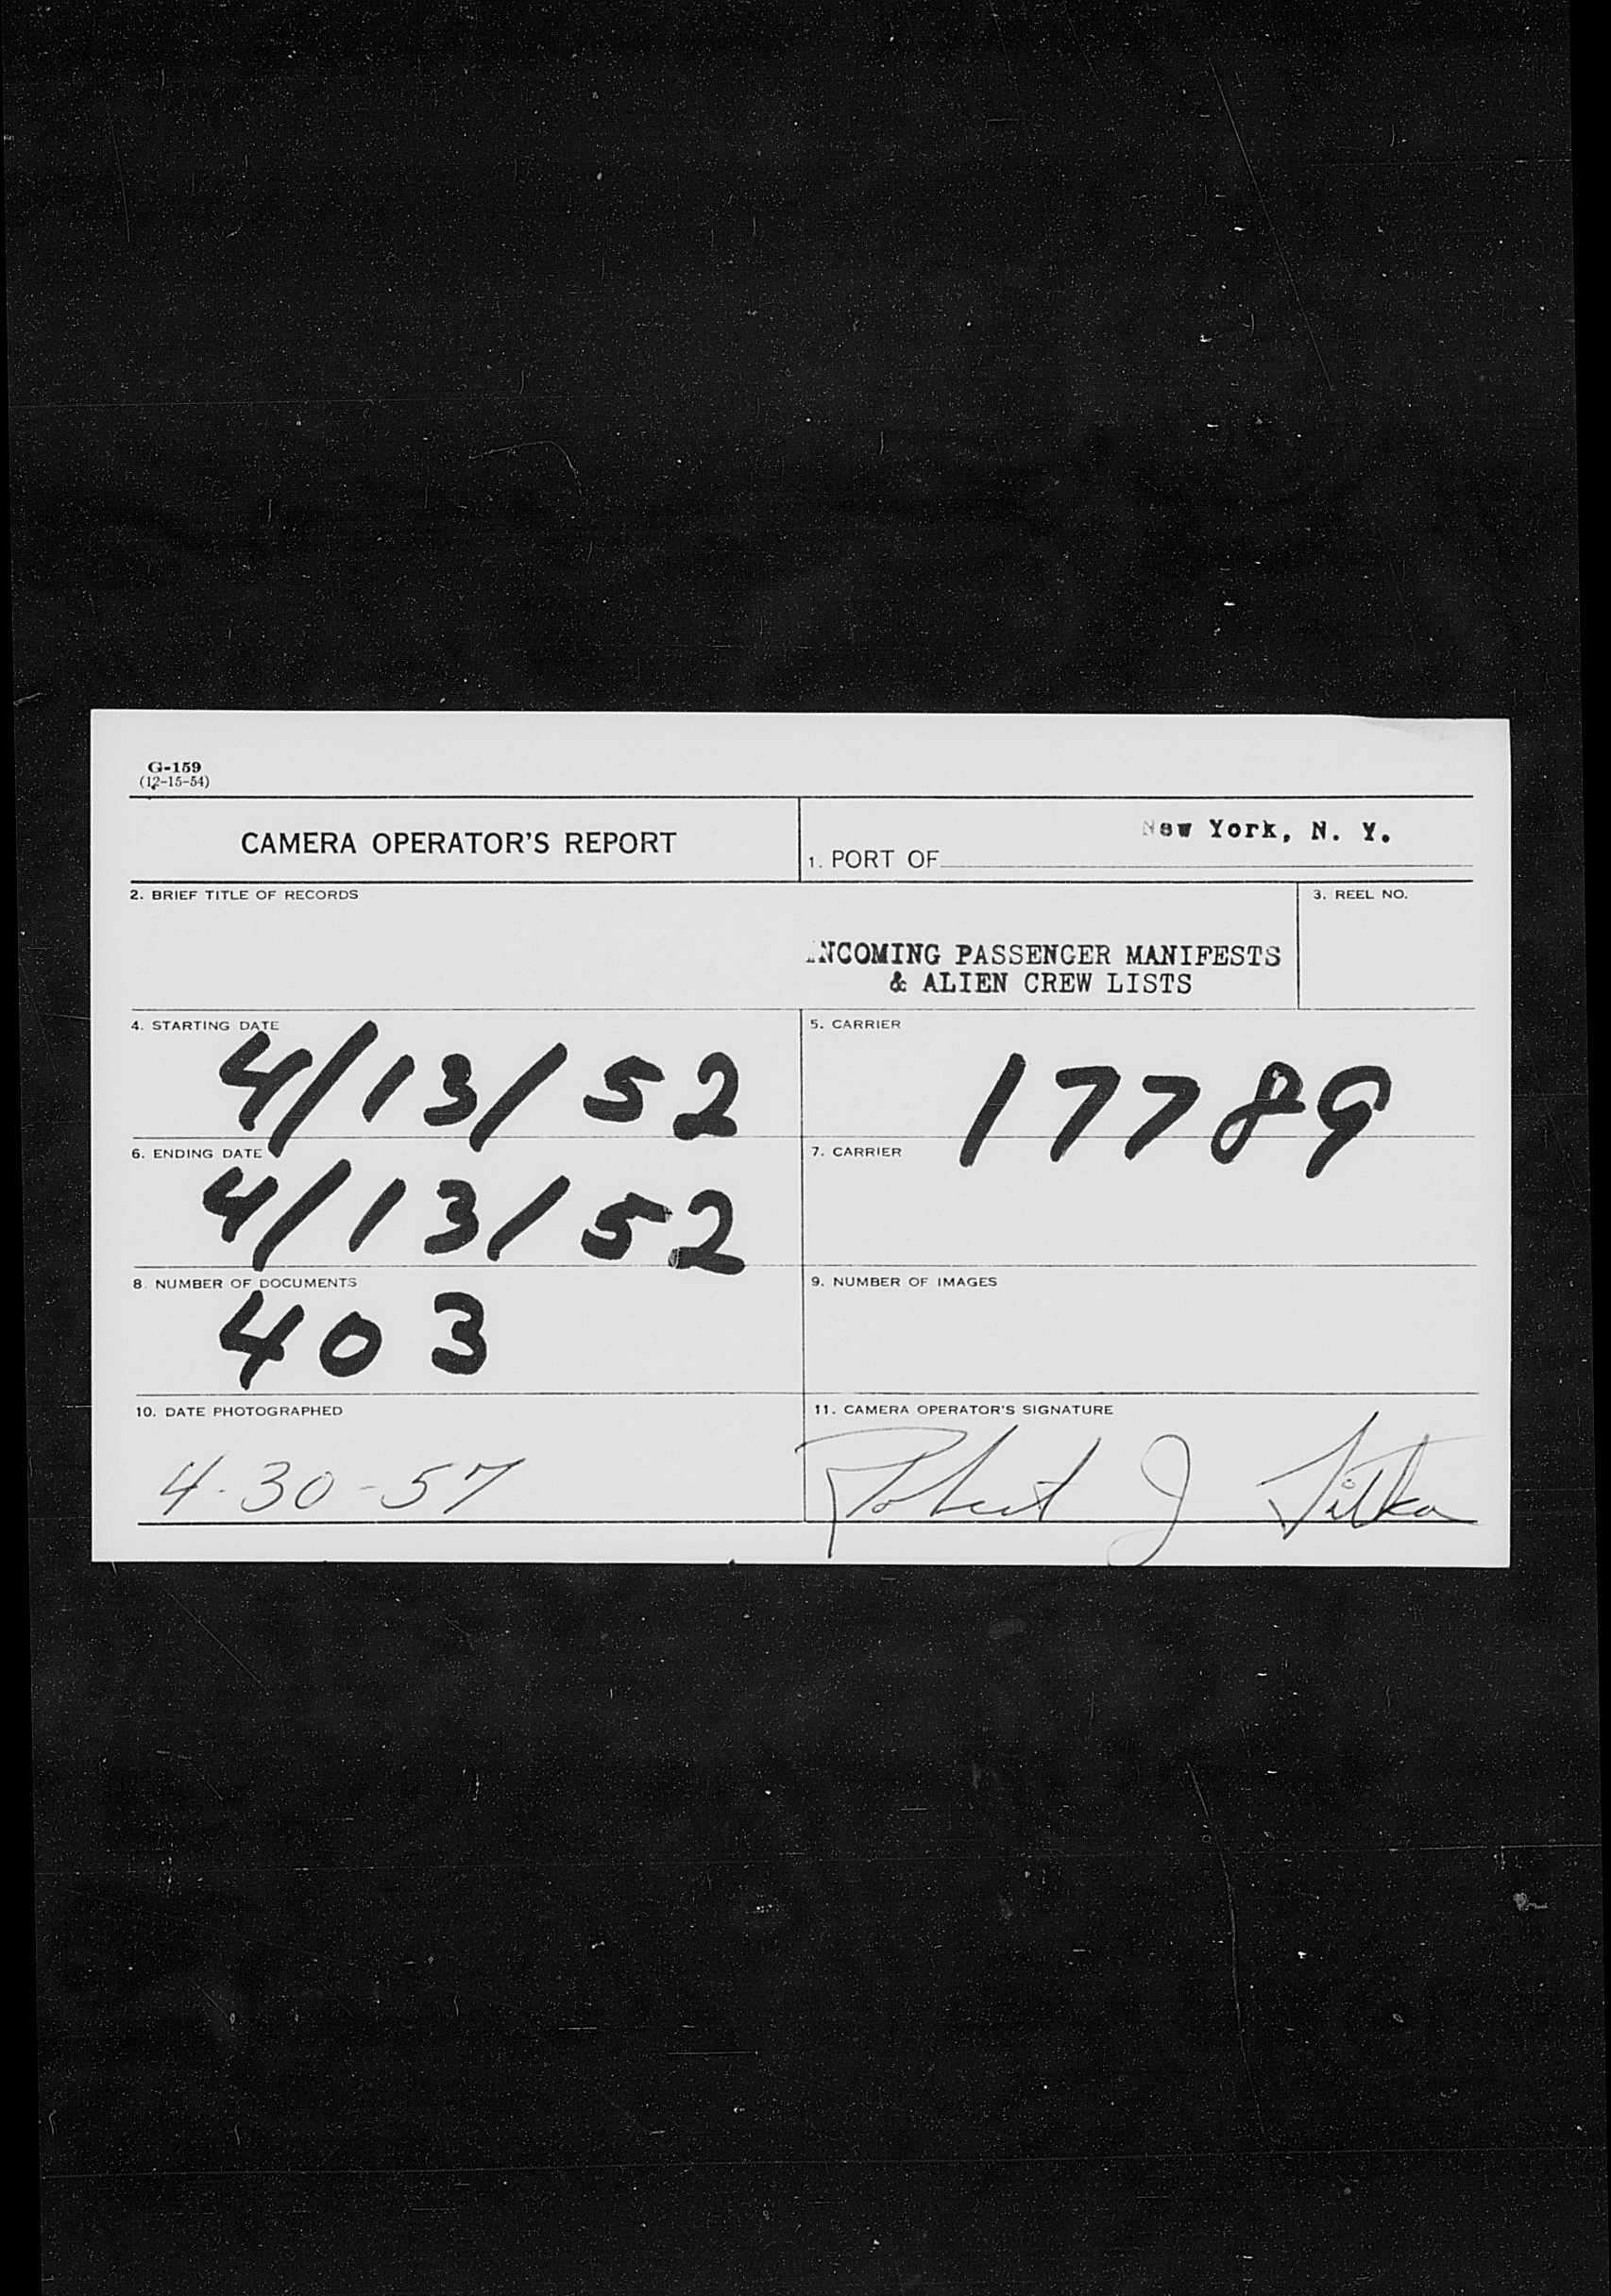 G-159
(12-15-54)
CAMERA OPERATOR'S REPORT
1. PORT OF New York, N. Y.
2. BRIEF TITLE OF RECORDS
3. REEL NO.
INCOMING PASSENGER MANIFESTS
& ALIEN CREW LISTS
4. STARTING DATE
4/13/52
5. CARRIER
17789
6. ENDING DATE
4/13/52
7. CARRIER
8. NUMBER OF DOCUMENTS
403
9. NUMBER OF IMAGES
10. DATE PHOTOGRAPHED
4-30-57
11. CAMERA OPERATOR'S SIGNATURE
Robert J